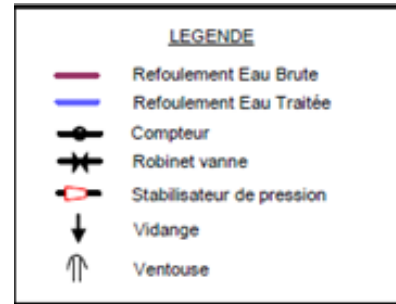 LEGENDE
Refoulement Eau Brute
Refoulement Eau Traitée
Compteur
Robinet vanne
Stabilisateur de pression
Vidange
Ventouse